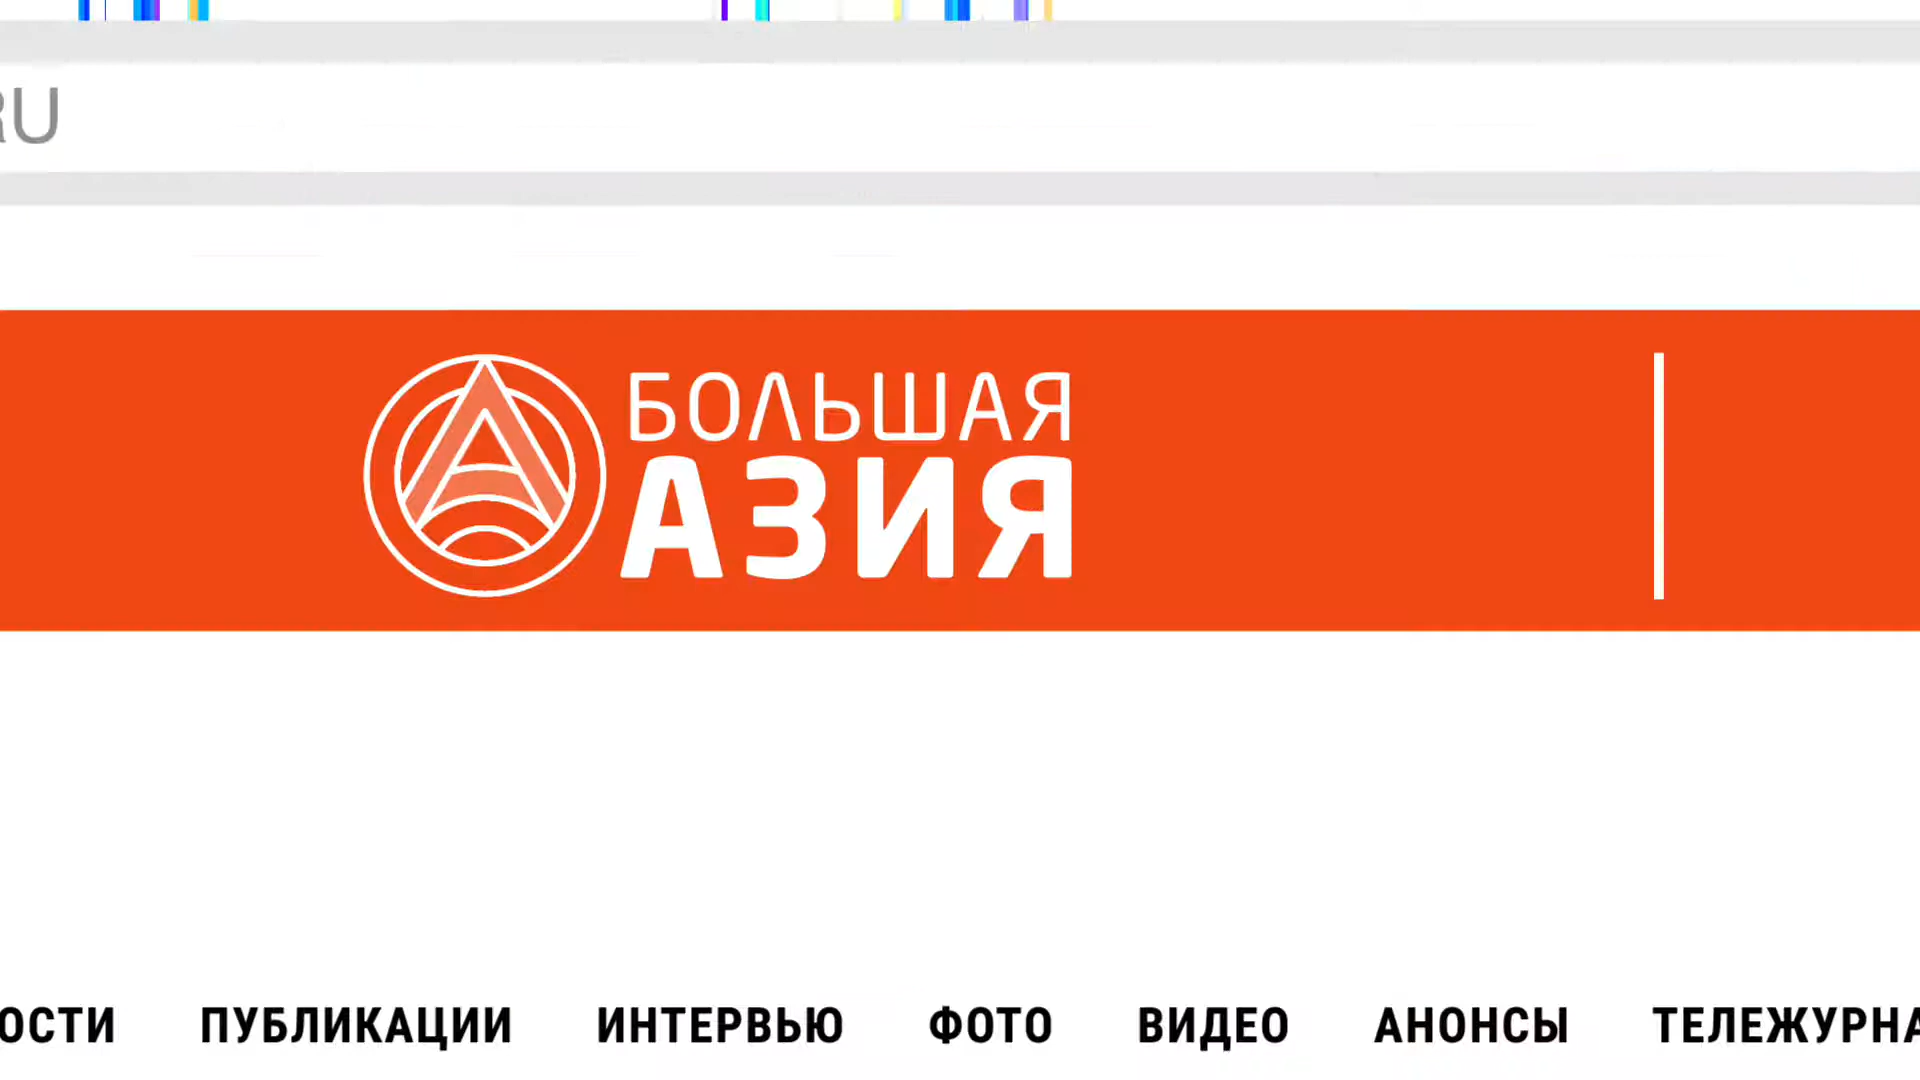 RU
БОЛЬШАЯ
АЗИЯ
ОСТИ ПУБЛИКАЦИИ ИНТЕРВЬЮ ФОТО ВИДЕО АНОНСЫ ТЕЛЕЖУРНА